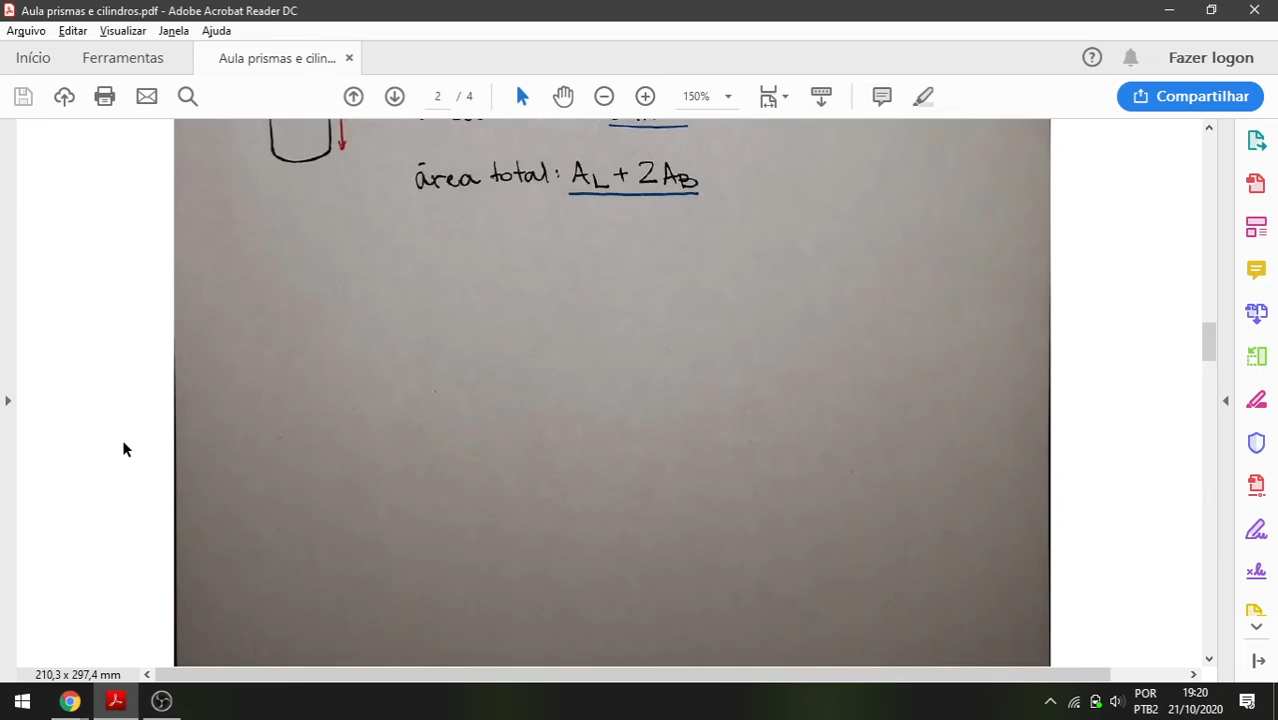 Aula prismas e cilindros.pdf - Adobe Acrobat Reader DC
Arquivo Editar Visualizar Janela Ajuda
Início Ferramentas Aula prismas e cilin... Fazer logon
2 / 4 150% Compartilhar
área total: AL + 2AB
210,3 x 297,4 mm
POR 19:20
PTB2 21/10/2020